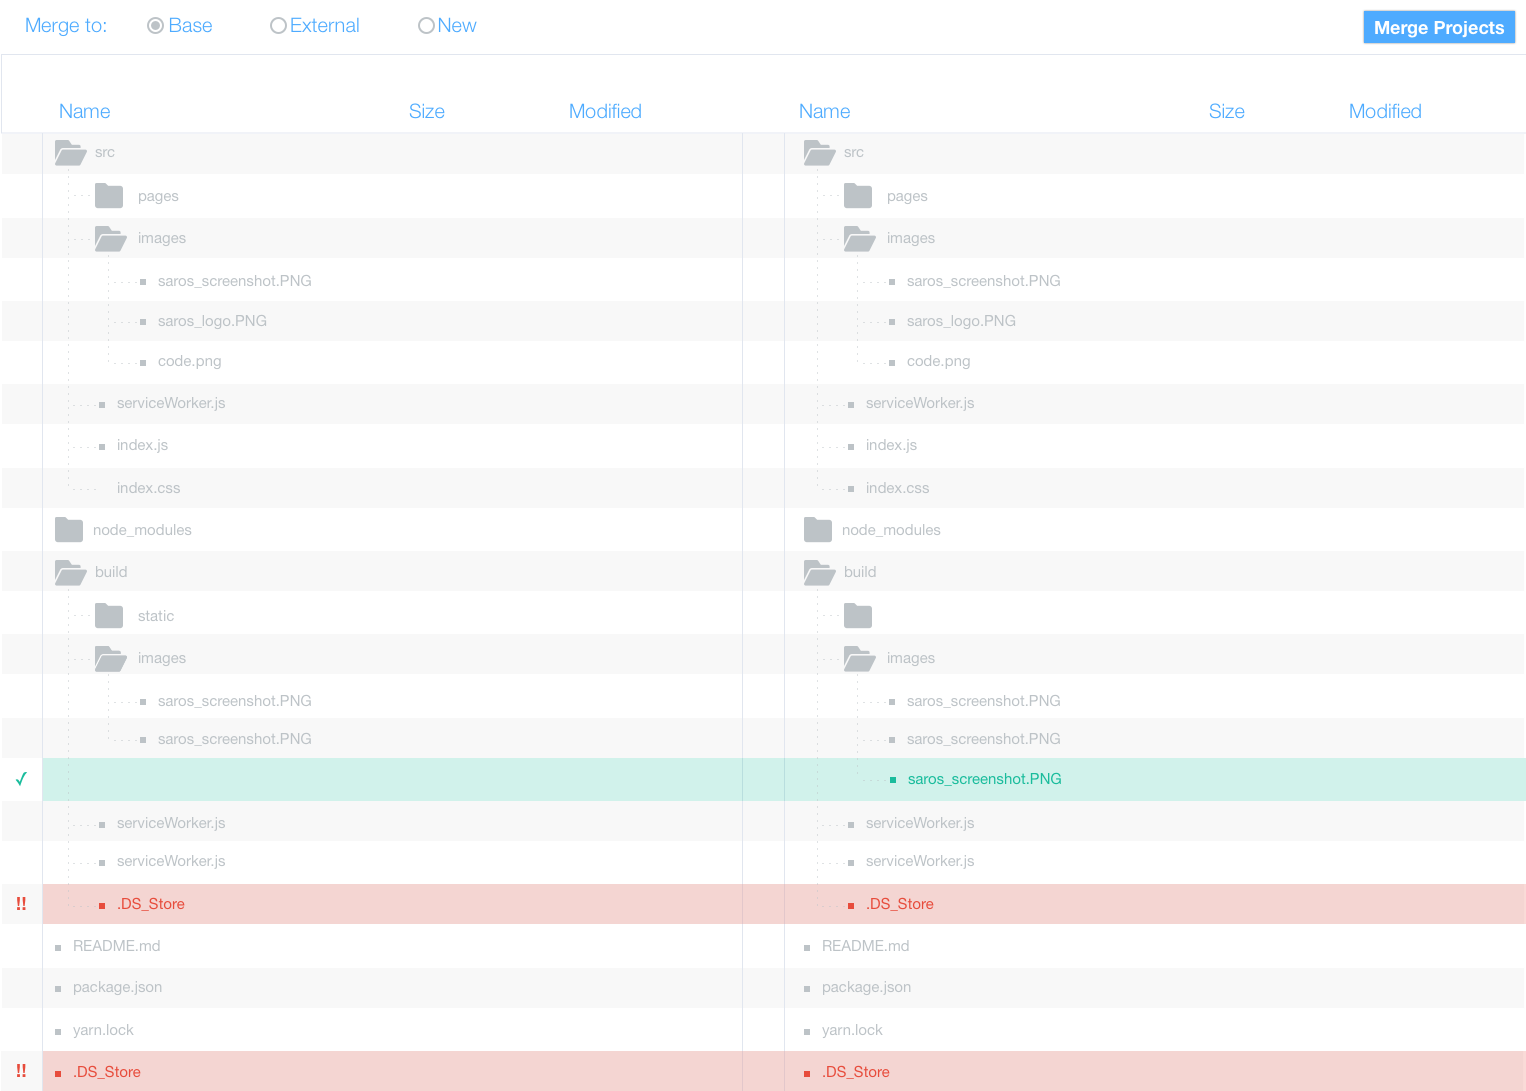 Merge to: Base External New Merge Projects
Name Size Modified Name Size Modified
src src
pages pages
images images
saros_screenshot.PNG saros_screenshot.PNG
saros_logo.PNG saros_logo.PNG
code.png code.png
serviceWorker.js serviceWorker.js
index.js index.js
index.css index.css
node_modules node_modules
build build
static
images images
saros_screenshot.PNG saros_screenshot.PNG
saros_screenshot.PNG saros_screenshot.PNG
✓ saros_screenshot.PNG
serviceWorker.js serviceWorker.js
serviceWorker.js serviceWorker.js
!! .DS_Store .DS_Store
README.md README.md
package.json package.json
yarn.lock yarn.lock
!! .DS_Store .DS_Store